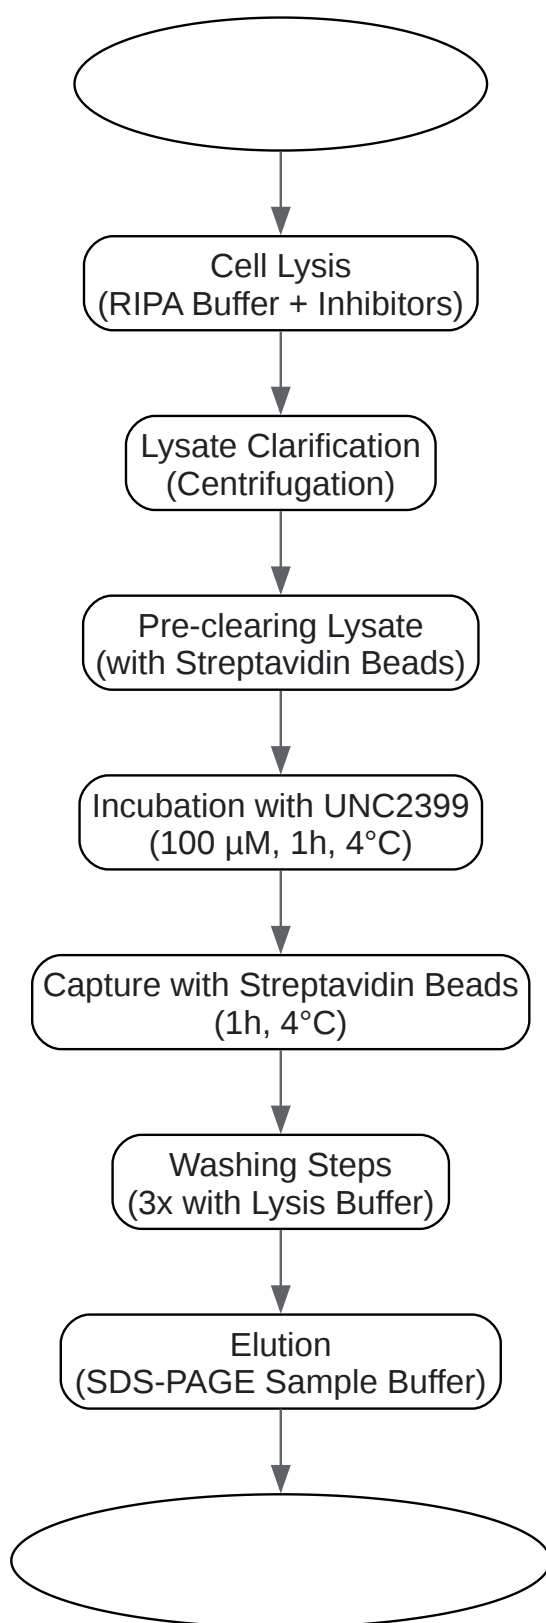 Cell Lysis
(RIPA Buffer + Inhibitors)
Lysate Clarification
(Centrifugation)
Pre-clearing Lysate
(with Streptavidin Beads)
Incubation with UNC2399
(100 µM, 1h, 4°C)
Capture with Streptavidin Beads
(1h, 4°C)
Washing Steps
(3x with Lysis Buffer)
Elution
(SDS-PAGE Sample Buffer)